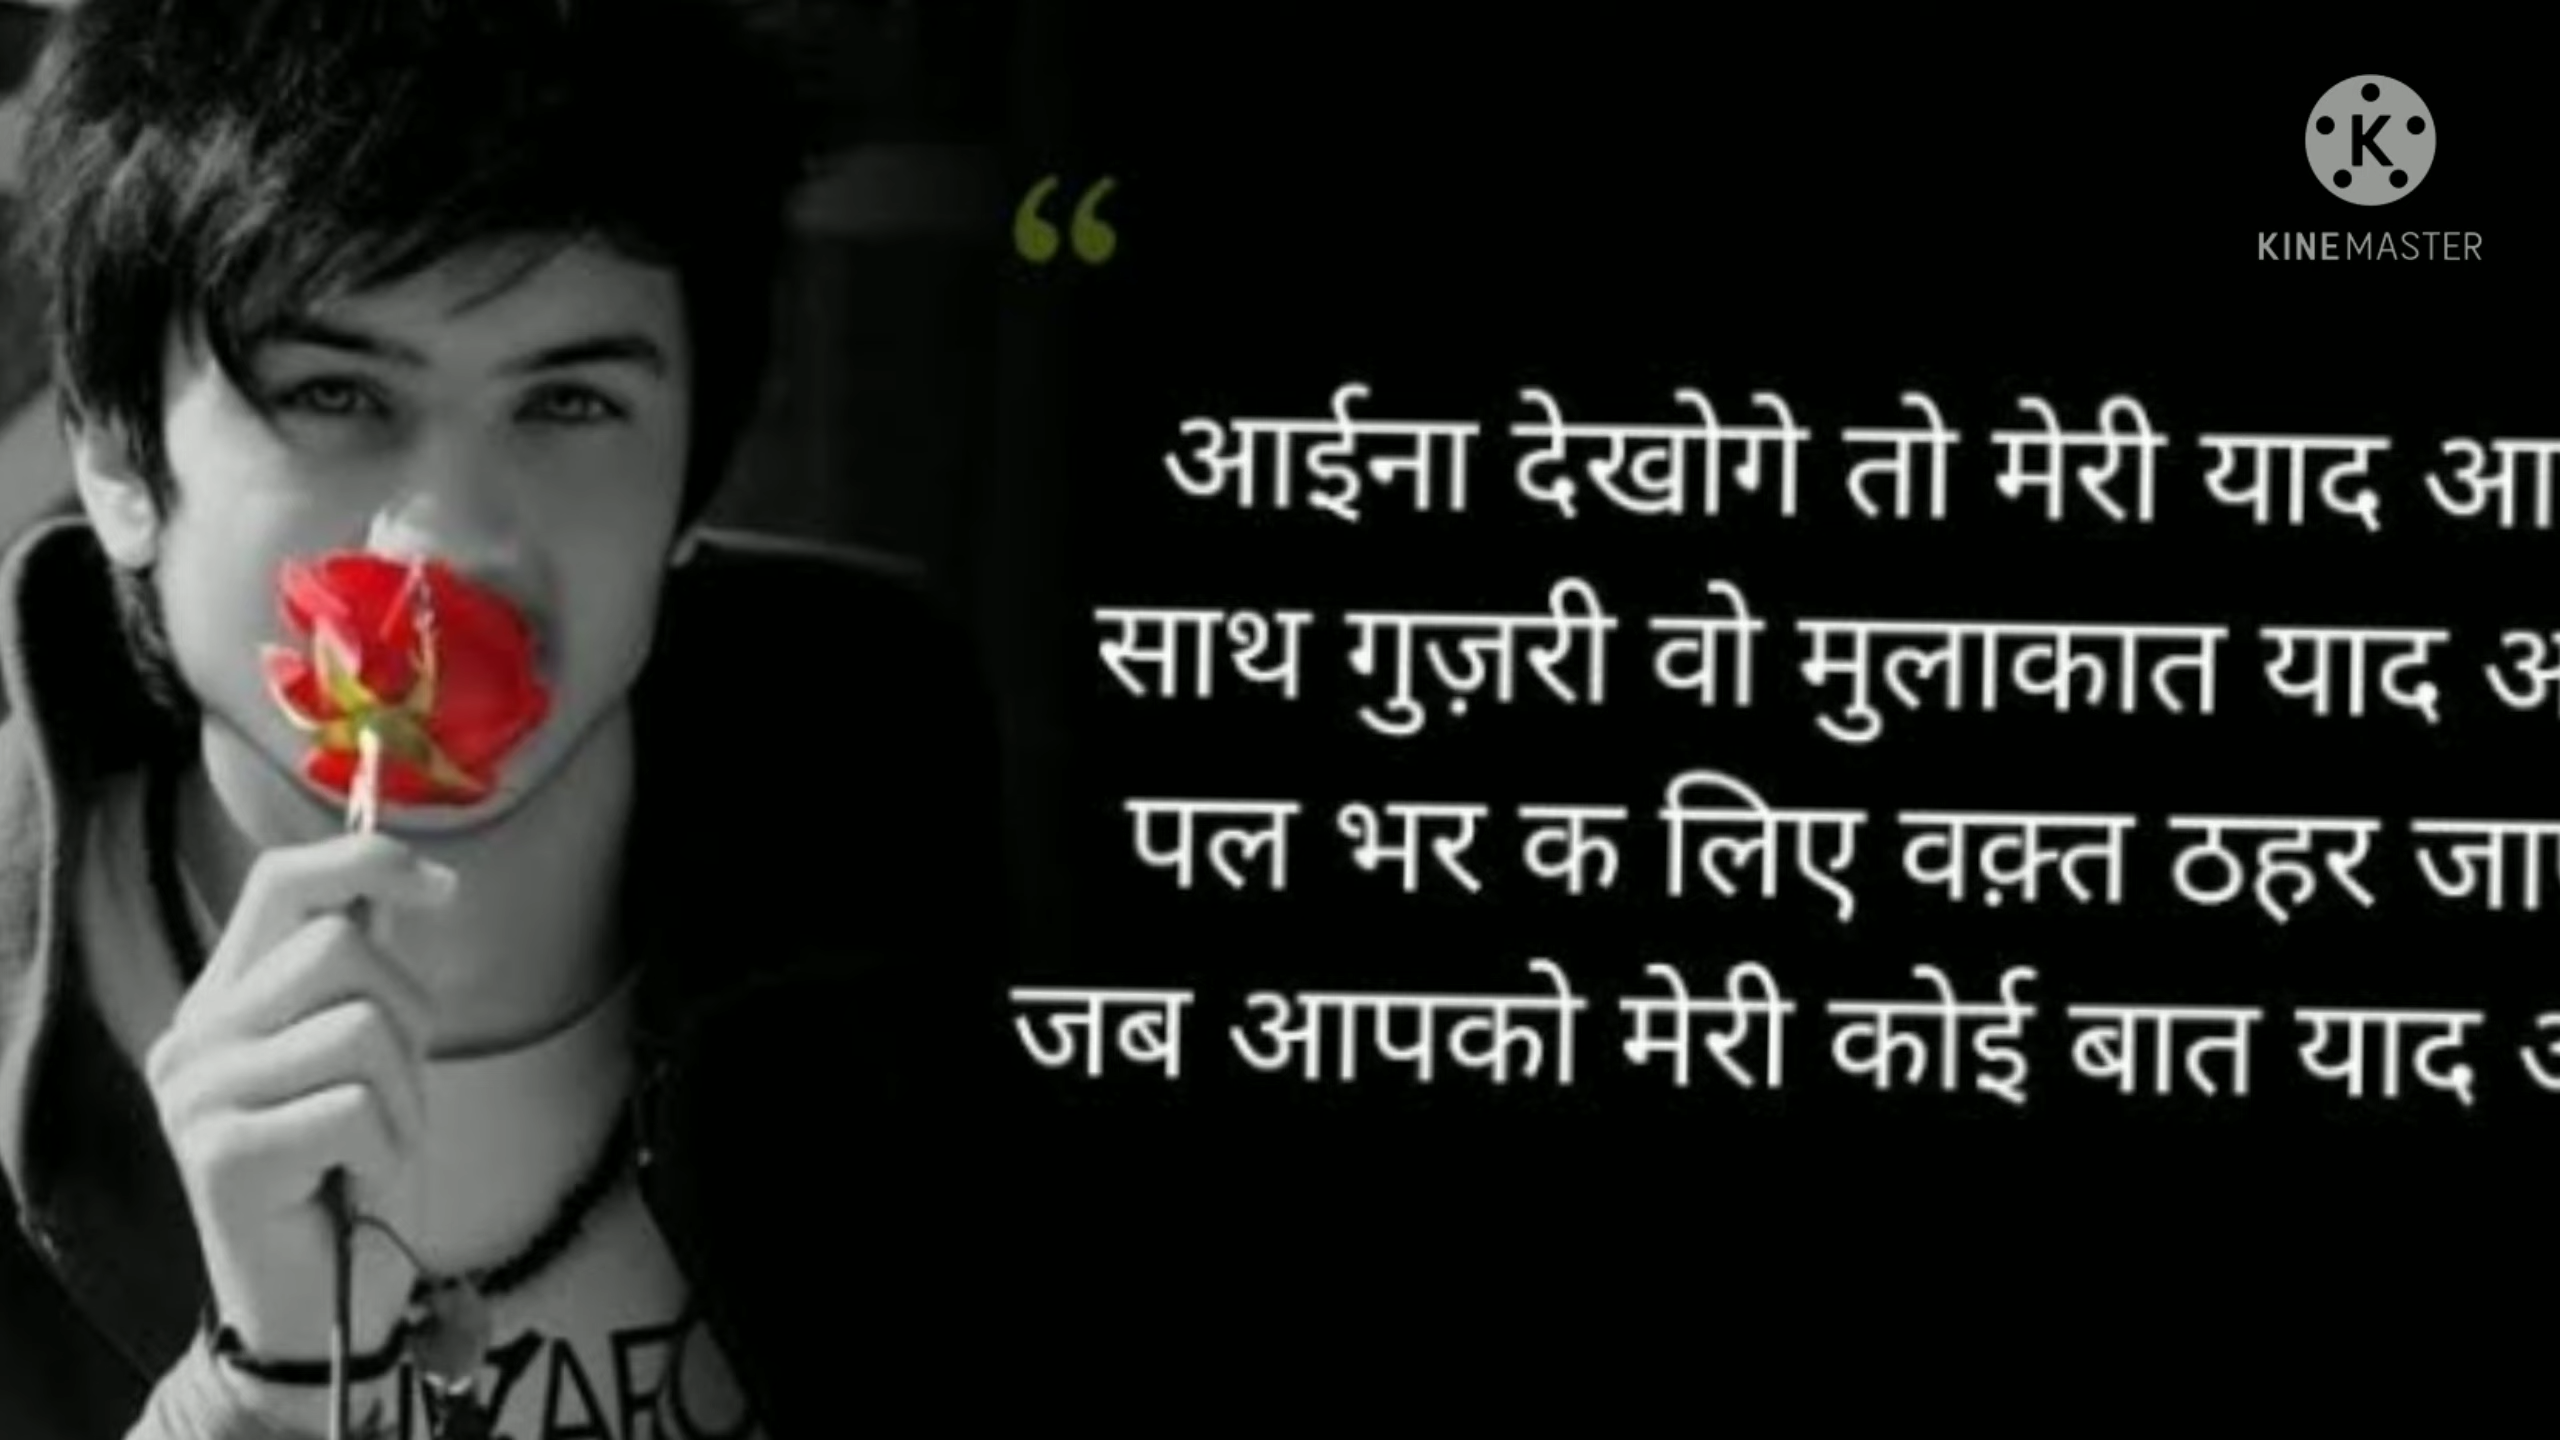 KINEMASTER
“
आईना देखोगे तो मेरी याद
साथ गुज़री वो मुलाकात याद
पल भर क लिए वक़्त ठहर
जब आपको मेरी कोई बात याद